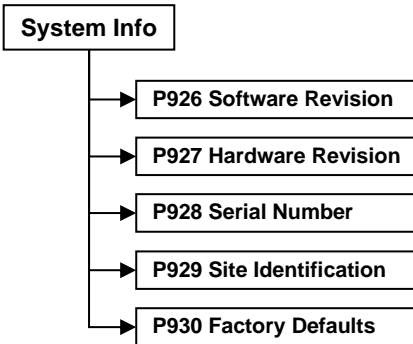 System Info
P926 Software Revision
P927 Hardware Revision
P928 Serial Number
P929 Site Identification
P930 Factory Defaults